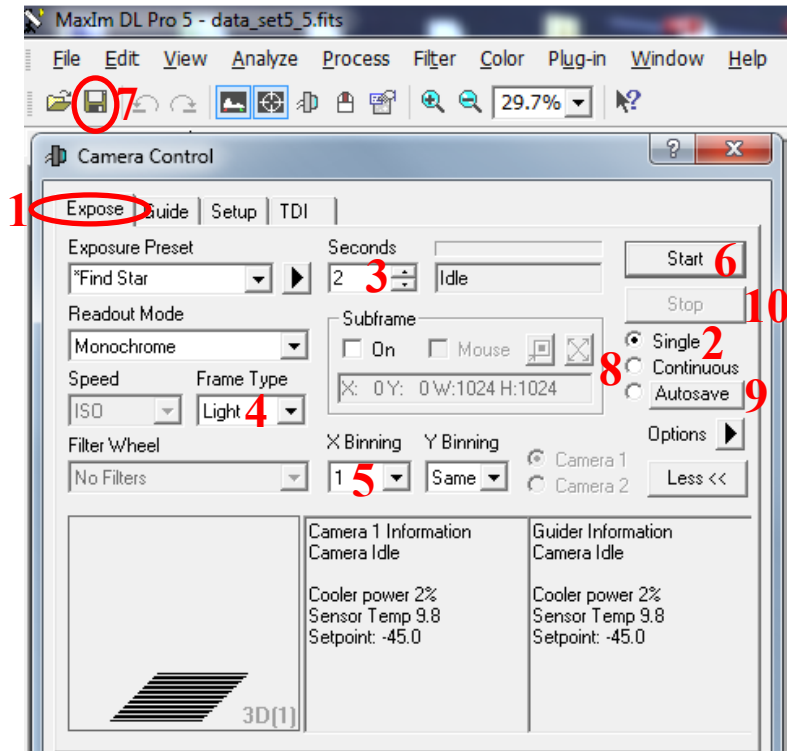 MaxIm DL Pro 5 - data_set5_5.fits
File Edit View Analyze Process Filter Color Plug-in Window Help
7 29.7%
Camera Control
1 Expose Guide Setup TDI
Exposure Preset Seconds
*Find Star 2 3 Idle Start 6
Readout Mode Subframe Stop 10
Monochrome On Mouse Single 2
Speed Frame Type 8 Continuous
ISO Light 4 X: 0 Y: 0 W:1024 H:1024 Autosave 9
Filter Wheel X Binning Y Binning Camera 1 Options
No Filters 1 5 Same Camera 2 Less <<
Camera 1 Information Guider Information
Camera Idle Camera Idle
Cooler power 2% Cooler power 2%
Sensor Temp 9.8 Sensor Temp 9.8
Setpoint: -45.0 Setpoint: -45.0
3D(1)